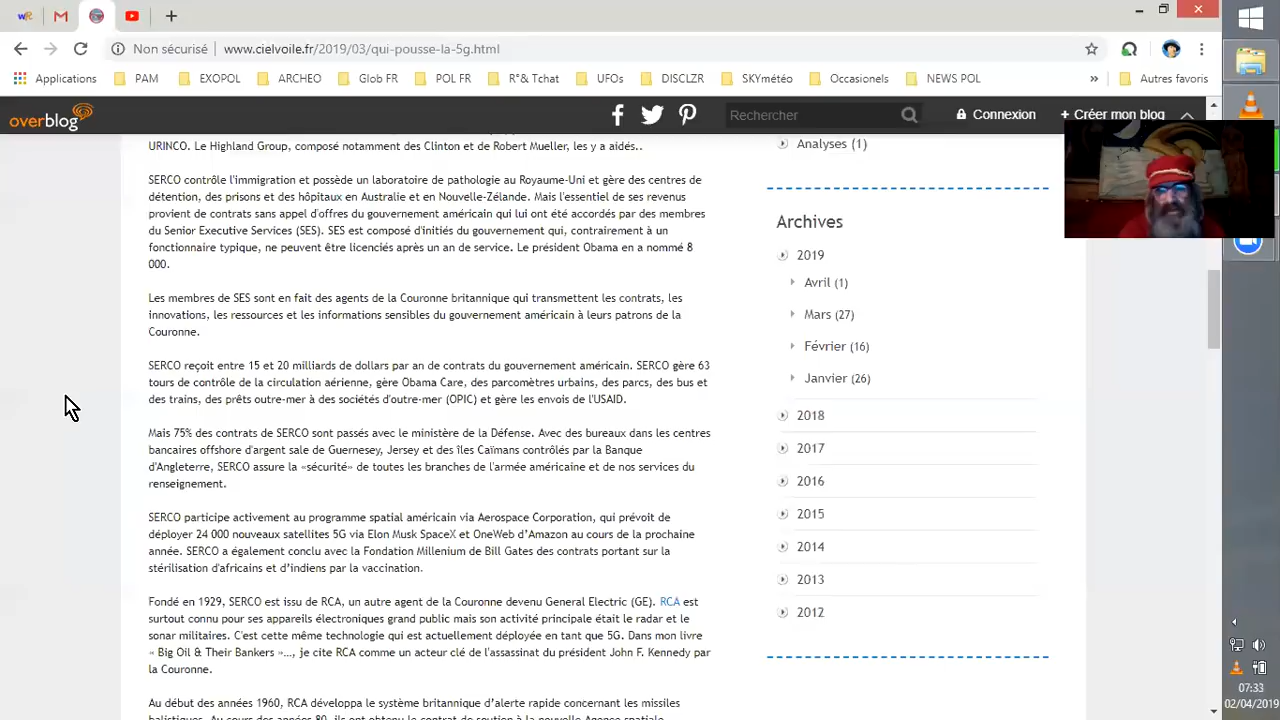 Non sécurisé
www.cielvoile.fr/2019/03/qui-pousse-la-5g.html
Applications PAM EXOPOL ARCHEO Glob FR POL.FR R"& Tchat UFOs DISCLZR SKYmétéo Occasionels NEWS POL » Autres favoris
overblog
Rechercher
Connexion
+ Créer mon blog
URINCO. Le Highland Group, composé notamment des Clinton et de Robert Mueller, les y a aidés..
SERCO contrôle l'immigration et possède un laboratoire de pathologie au Royaume-Uni et gère des centres de
détention, des prisons et des hôpitaux en Australie et en Nouvelle-Zélande. Mais l'essentiel de ses revenus
provient de contrats sans appel d'offres du gouvernement américain qui lui ont été accordés par des membres
du Senior Executive Services (SES). SES est composé d'initiés du gouvernement qui, contrairement à un
fonctionnaire typique, ne peuvent être licenciés après un an de service. Le président Obama en a nommé 8
000.
Les membres de SES sont en fait des agents de la Couronne britannique qui transmettent les contrats, les
innovations, les ressources et les informations sensibles du gouvernement américain à leurs patrons de la
Couronne.
SERCO reçoit entre 15 et 20 milliards de dollars par an de contrats du gouvernement américain. SERCO gère 63
tours de contrôle de la circulation aérienne, gère Obama Care, des parcomètres urbains, des parcs, des bus et
des trains, des prêts outre-mer à des sociétés d'outre-mer (OPIC) et gère les envois de l'USAID.
Mais 75% des contrats de SERCO sont passés avec le ministère de la Défense. Avec des bureaux dans les centres
bancaires offshore d'argent sale de Guernesey, Jersey et des îles Caïmans contrôlés par la Banque
d'Angleterre, SERCO assure la «sécurité» de toutes les branches de l'armée américaine et de nos services du
renseignement.
SERCO participe activement au programme spatial américain via Aerospace Corporation, qui prévoit de
déployer 24 000 nouveaux satellites 5G via Elon Musk SpaceX et OneWeb d'Amazon au cours de la prochaine
année. SERCO a également conclu avec la Fondation Millenium de Bill Gates des contrats portant sur la
stérilisation d'africains et d'indiens par la vaccination.
Fondé en 1929, SERCO est issu de RCA, un autre agent de la Couronne devenu General Electric (GE). RCA est
surtout connu pour ses appareils électroniques grand public mais son activité principale était le radar et le
sonar militaires. C'est cette même technologie qui est actuellement déployée en tant que 5G. Dans mon livre
« Big Oil & Their Bankers »…, je cite RCA comme un acteur clé de l'assassinat du président John F. Kennedy par
la Couronne.
Au début des années 1960, RCA développa le système britannique d'alerte rapide concernant les missiles
balistiques. Au cours des années 80, ils ont obtenu le contrat de soutien à la nouvelle Agence spatiale
Analyses (1)
Archives
2019
Avril (1)
Mars (27)
Février (16)
Janvier (26)
2018
2017
2016
2015
2014
2013
2012
07:33
02/04/2019